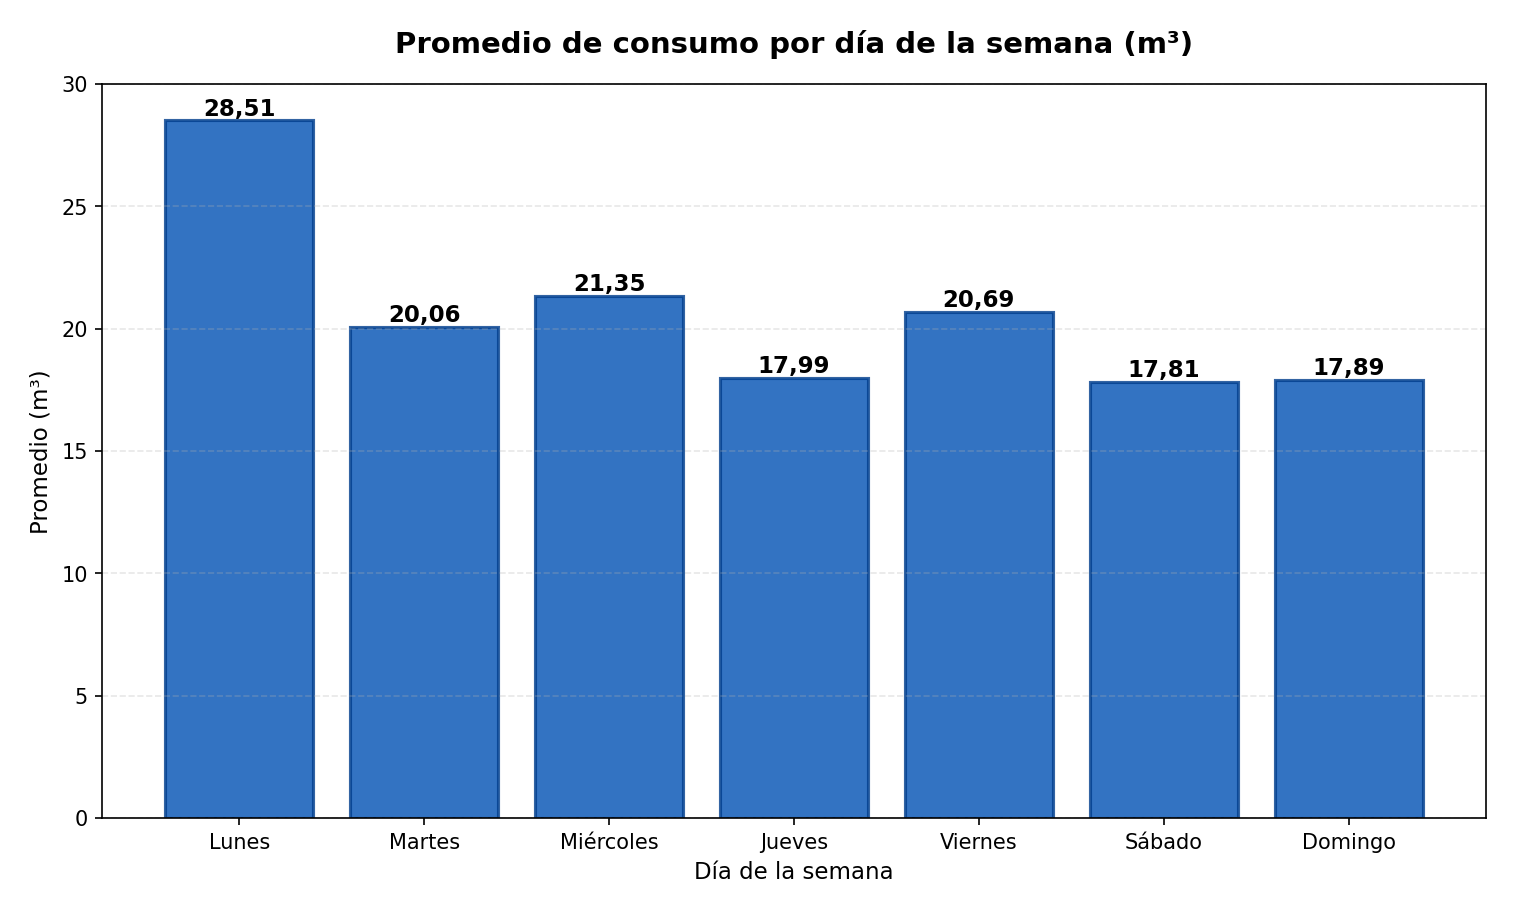 Promedio de consumo por día de la semana (m³)
30
25
20
15
10
5
0
Promedio (m³)
28,51
20,06
21,35
17,99
20,69
17,81
17,89
Lunes
Martes
Miércoles
Jueves
Viernes
Sábado
Domingo
Día de la semana